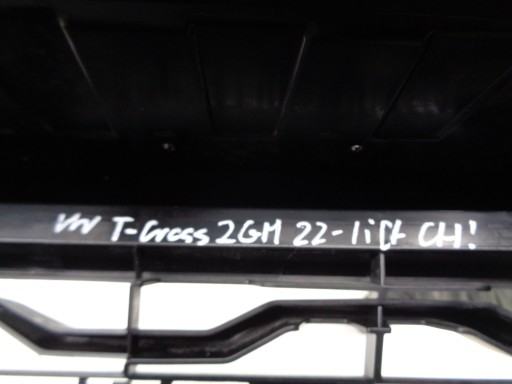 VW T-Cross 2GM 22-lift CH!